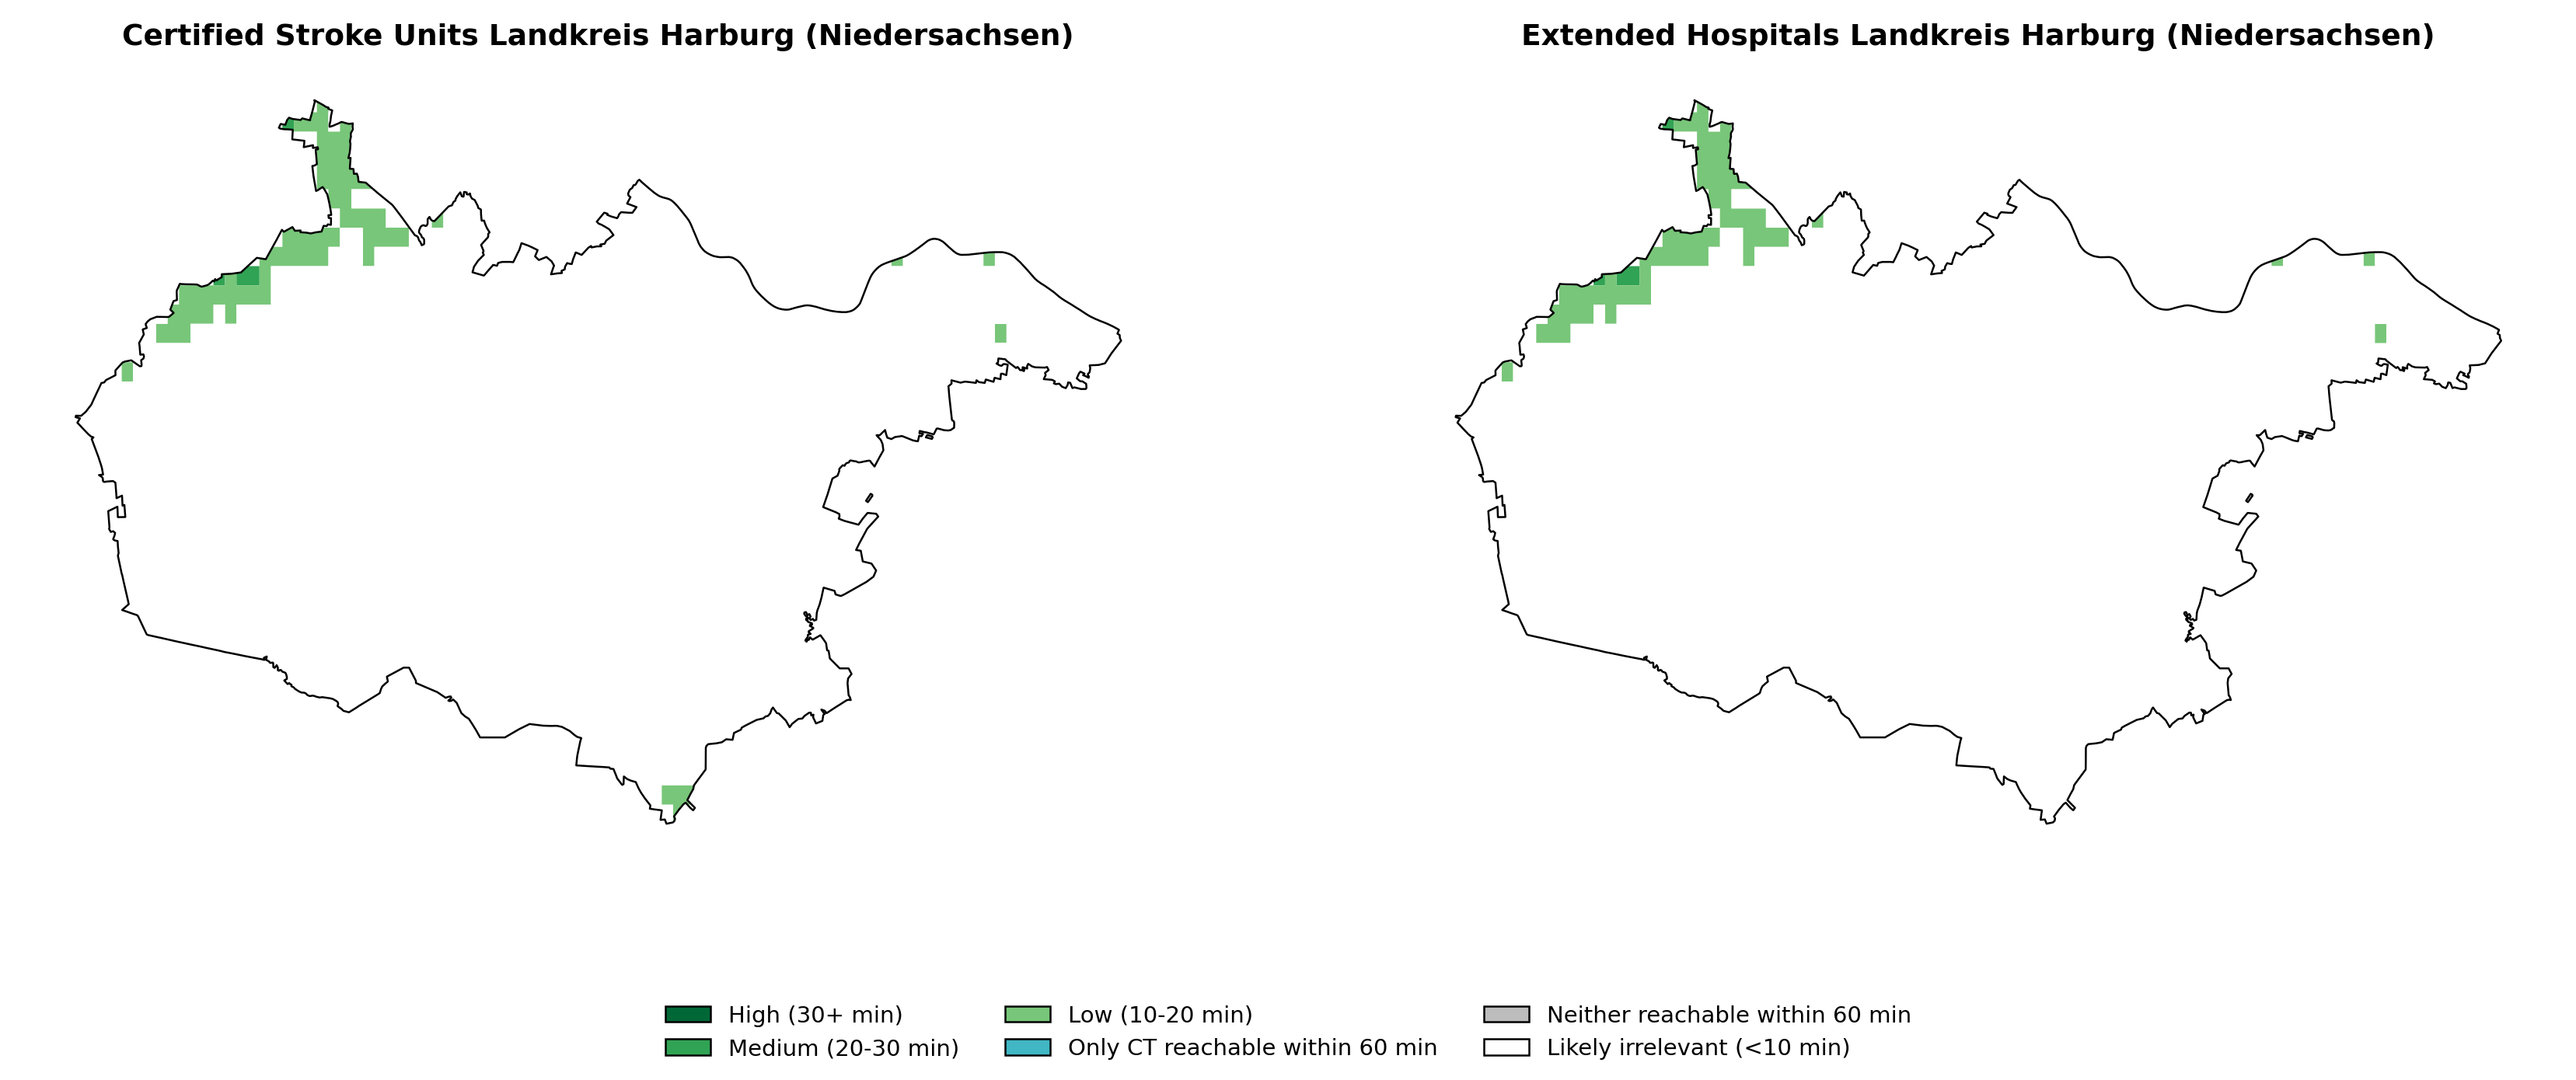 Certified Stroke Units Landkreis Harburg (Niedersachsen)
Extended Hospitals Landkreis Harburg (Niedersachsen)
High (30+ min)
Medium (20-30 min)
Low (10-20 min)
Only CT reachable within 60 min
Neither reachable within 60 min
Likely irrelevant (<10 min)